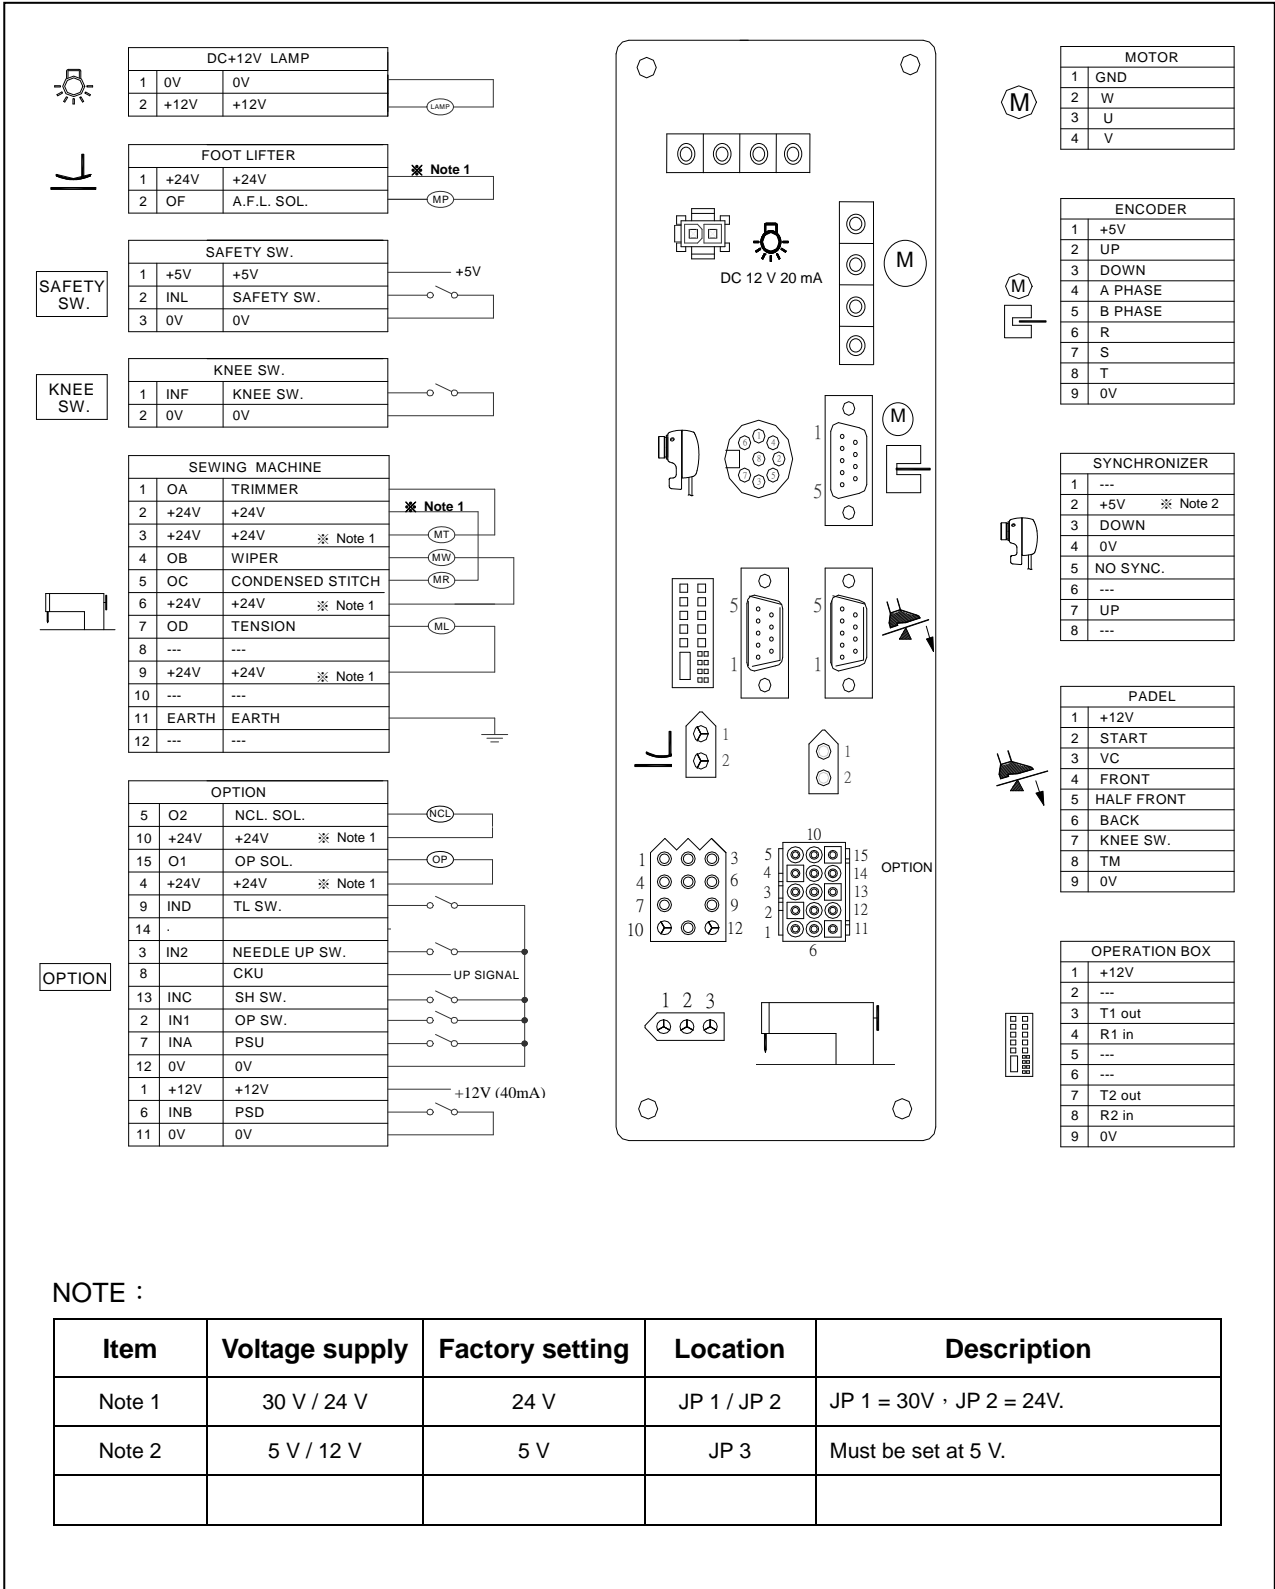 DC+12V LAMP
1 0V 0V
2 +12V +12V
LAMP
FOOT LIFTER
※ Note 1
1 +24V +24V
2 OF A.F.L. SOL.
MP
SAFETY SW.
SAFETY SW.
1 +5V +5V
+5V
2 INL SAFETY SW.
3 0V 0V
KNEE SW.
KNEE SW.
1 INF KNEE SW.
2 0V 0V
SEWING MACHINE
1 OA TRIMMER
2 +24V +24V
※ Note 1
3 +24V +24V ※ Note 1
MT
4 OB WIPER
MW
5 OC CONDENSED STITCH
MR
6 +24V +24V ※ Note 1
7 OD TENSION
ML
8 --- ---
9 +24V +24V ※ Note 1
10 --- ---
11 EARTH EARTH
12 --- ---
OPTION
OPTION
5 O2 NCL. SOL.
NCL
10 +24V +24V ※ Note 1
15 O1 OP SOL.
OP
4 +24V +24V ※ Note 1
9 IND TL SW.
14 .
3 IN2 NEEDLE UP SW.
8 CKU
UP SIGNAL
13 INC SH SW.
2 IN1 OP SW.
7 INA PSU
12 0V 0V
1 +12V +12V
+12V (40mA)
6 INB PSD
11 0V 0V
DC 12 V 20 mA
M
M
6 1 4
8 2
7 3 5
1
5
5
1
5
1
1
2
1
2
1 3
4 6
7 9
10 12
10
5 15
4 14
3 13
2 12
1 11
6
OPTION
1 2 3
M
MOTOR
1 GND
2 W
3 U
4 V
M
ENCODER
1 +5V
2 UP
3 DOWN
4 A PHASE
5 B PHASE
6 R
7 S
8 T
9 0V
SYNCHRONIZER
1 ---
2 +5V ※ Note 2
3 DOWN
4 0V
5 NO SYNC.
6 ---
7 UP
8 ---
PADEL
1 +12V
2 START
3 VC
4 FRONT
5 HALF FRONT
6 BACK
7 KNEE SW.
8 TM
9 0V
OPERATION BOX
1 +12V
2 ---
3 T1 out
4 R1 in
5 ---
6 ---
7 T2 out
8 R2 in
9 0V
NOTE：
Item Voltage supply Factory setting Location Description
Note 1 30 V / 24 V 24 V JP 1 / JP 2 JP 1 = 30V，JP 2 = 24V.
Note 2 5 V / 12 V 5 V JP 3 Must be set at 5 V.